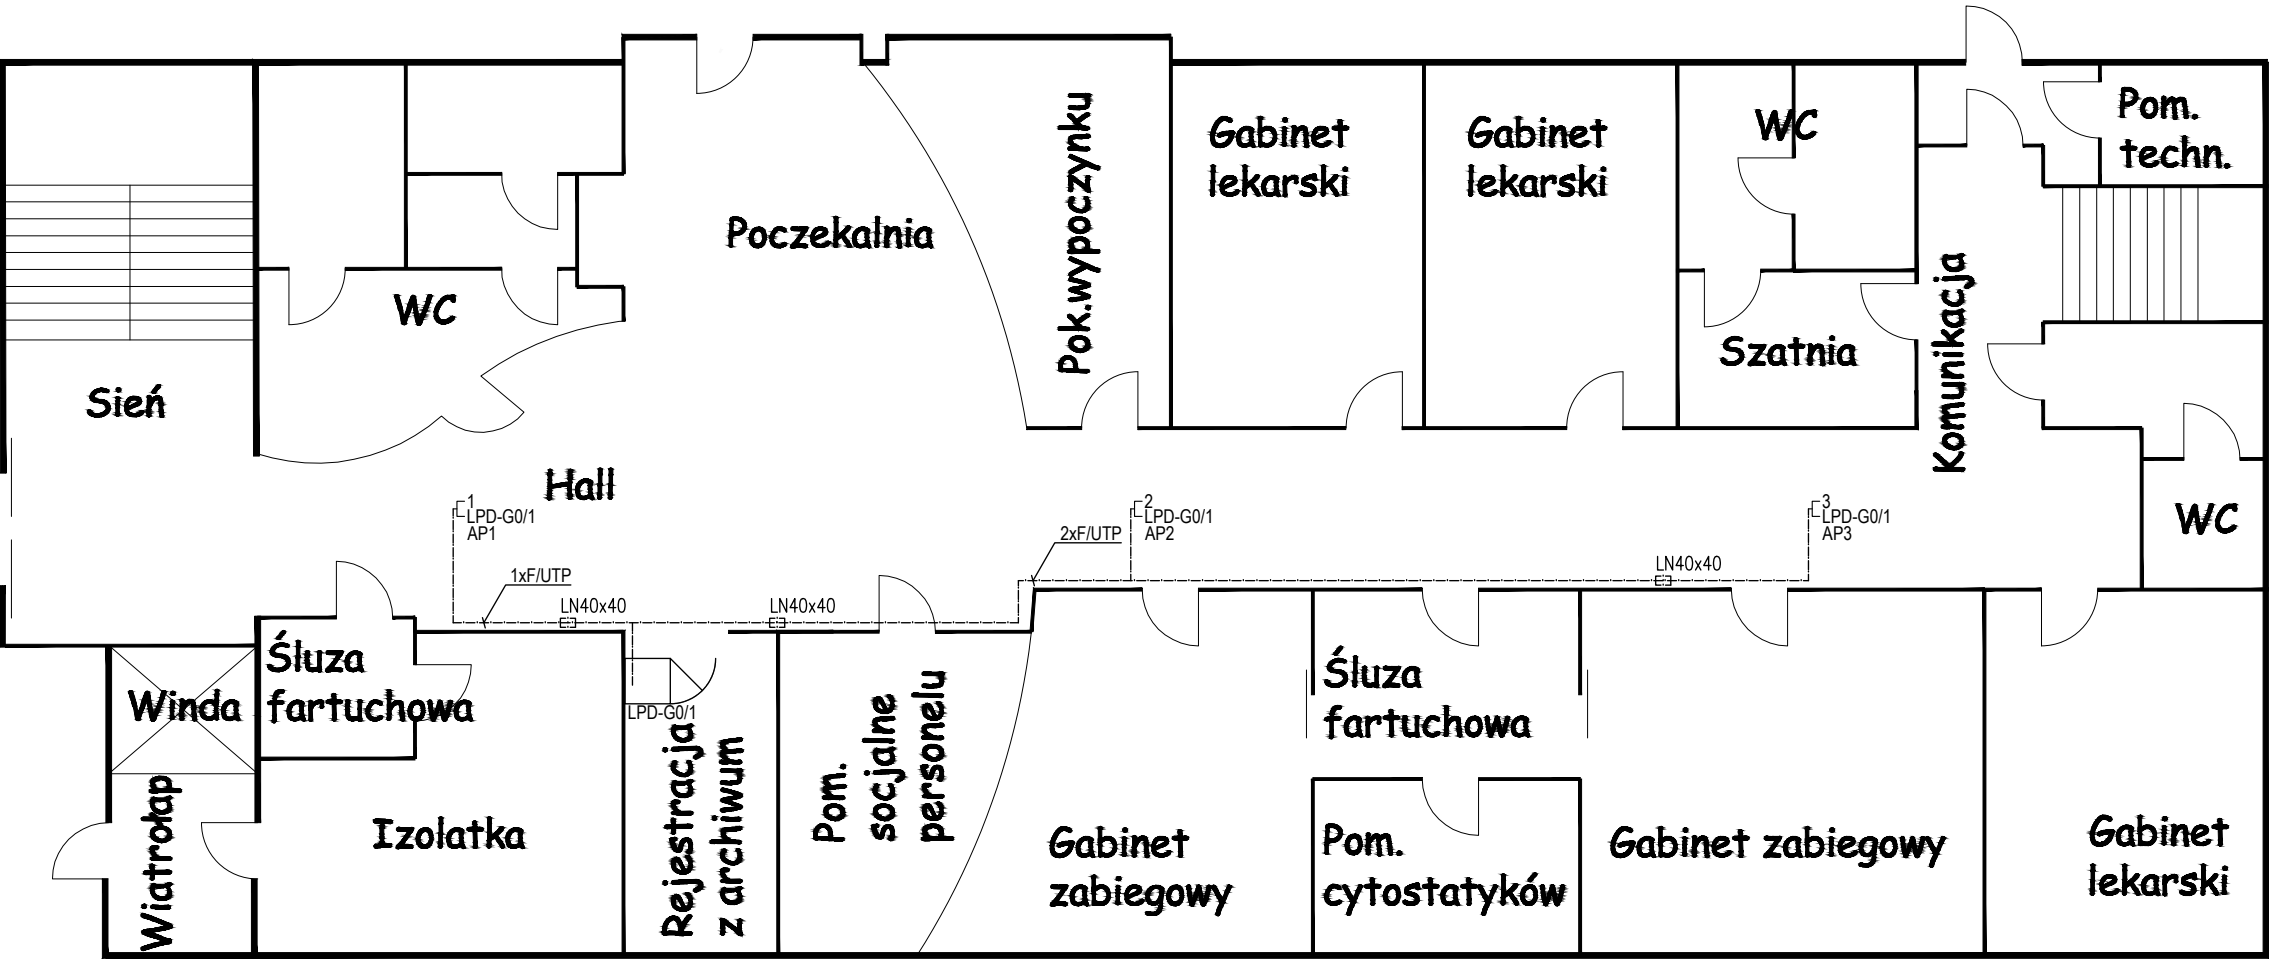 Pom.
techn.
Gabinet
lekarski
Gabinet
lekarski
WC
Pok.wypoczynku
Poczekalnia
WC
Szatnia
Komunikacja
Sień
Hall
1
LPD-G0/1
AP1
2
LPD-G0/1
AP2
3
LPD-G0/1
AP3
WC
2xF/UTP
1xF/UTP
LN40x40
LN40x40
LN40x40
Śluza
fartuchowa
Winda
Wiatrołap
Izolatka
LPD-G0/1
Rejestracja
z archiwum
Pom.
socjalne
personelu
Gabinet
zabiegowy
Śluza
fartuchowa
Pom.
cytostatyków
Gabinet zabiegowy
Gabinet
lekarski